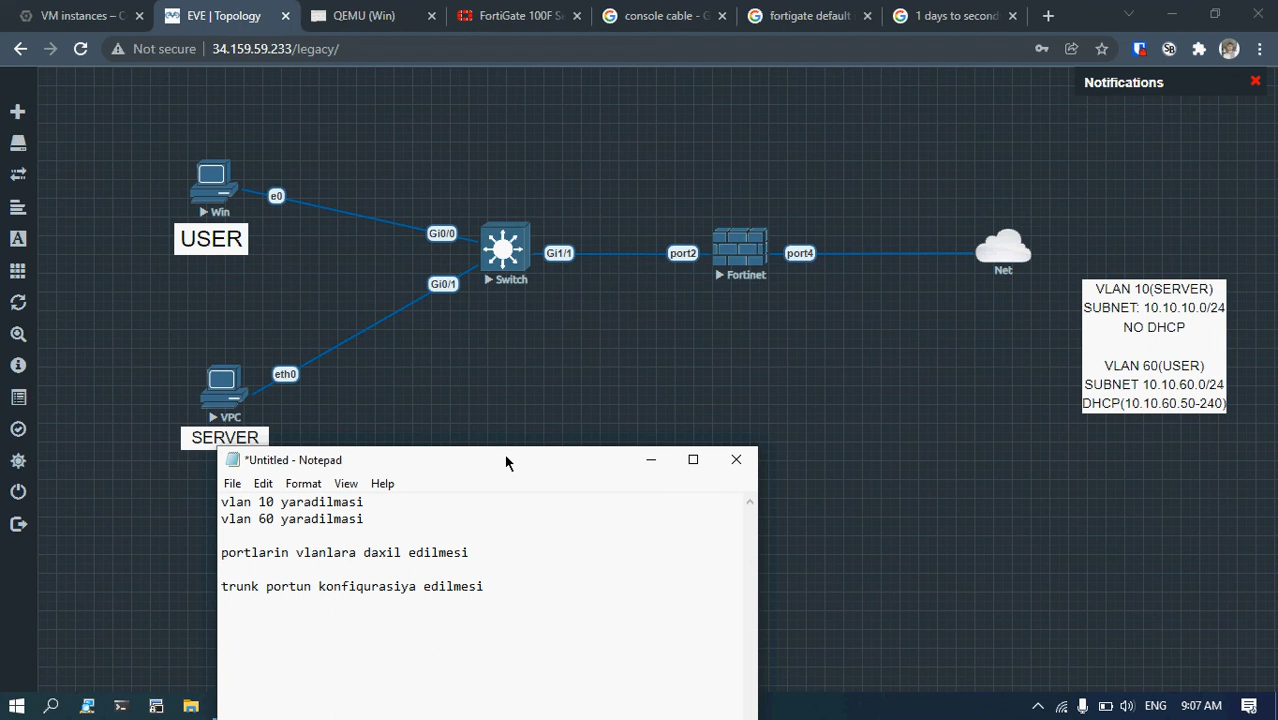 VM instances – C
EVE | Topology
QEMU (Win)
FortiGate 100F Se
console cable - G
fortigate default
1 days to second
Not secure
34.159.59.233/legacy/
Notifications
Win
e0
USER
Gi0/0
Gi0/1
Switch
Gi1/1
port2
Fortinet
port4
Net
VLAN 10(SERVER)
SUBNET: 10.10.10.0/24
NO DHCP
VLAN 60(USER)
SUBNET 10.10.60.0/24
DHCP(10.10.60.50-240)
eth0
VPC
SERVER
*Untitled - Notepad
File Edit Format View Help
vlan 10 yaradilmasi
vlan 60 yaradilmasi
portlarin vlanlara daxil edilmesi
trunk portun konfiqurasiya edilmesi
ENG
9:07 AM